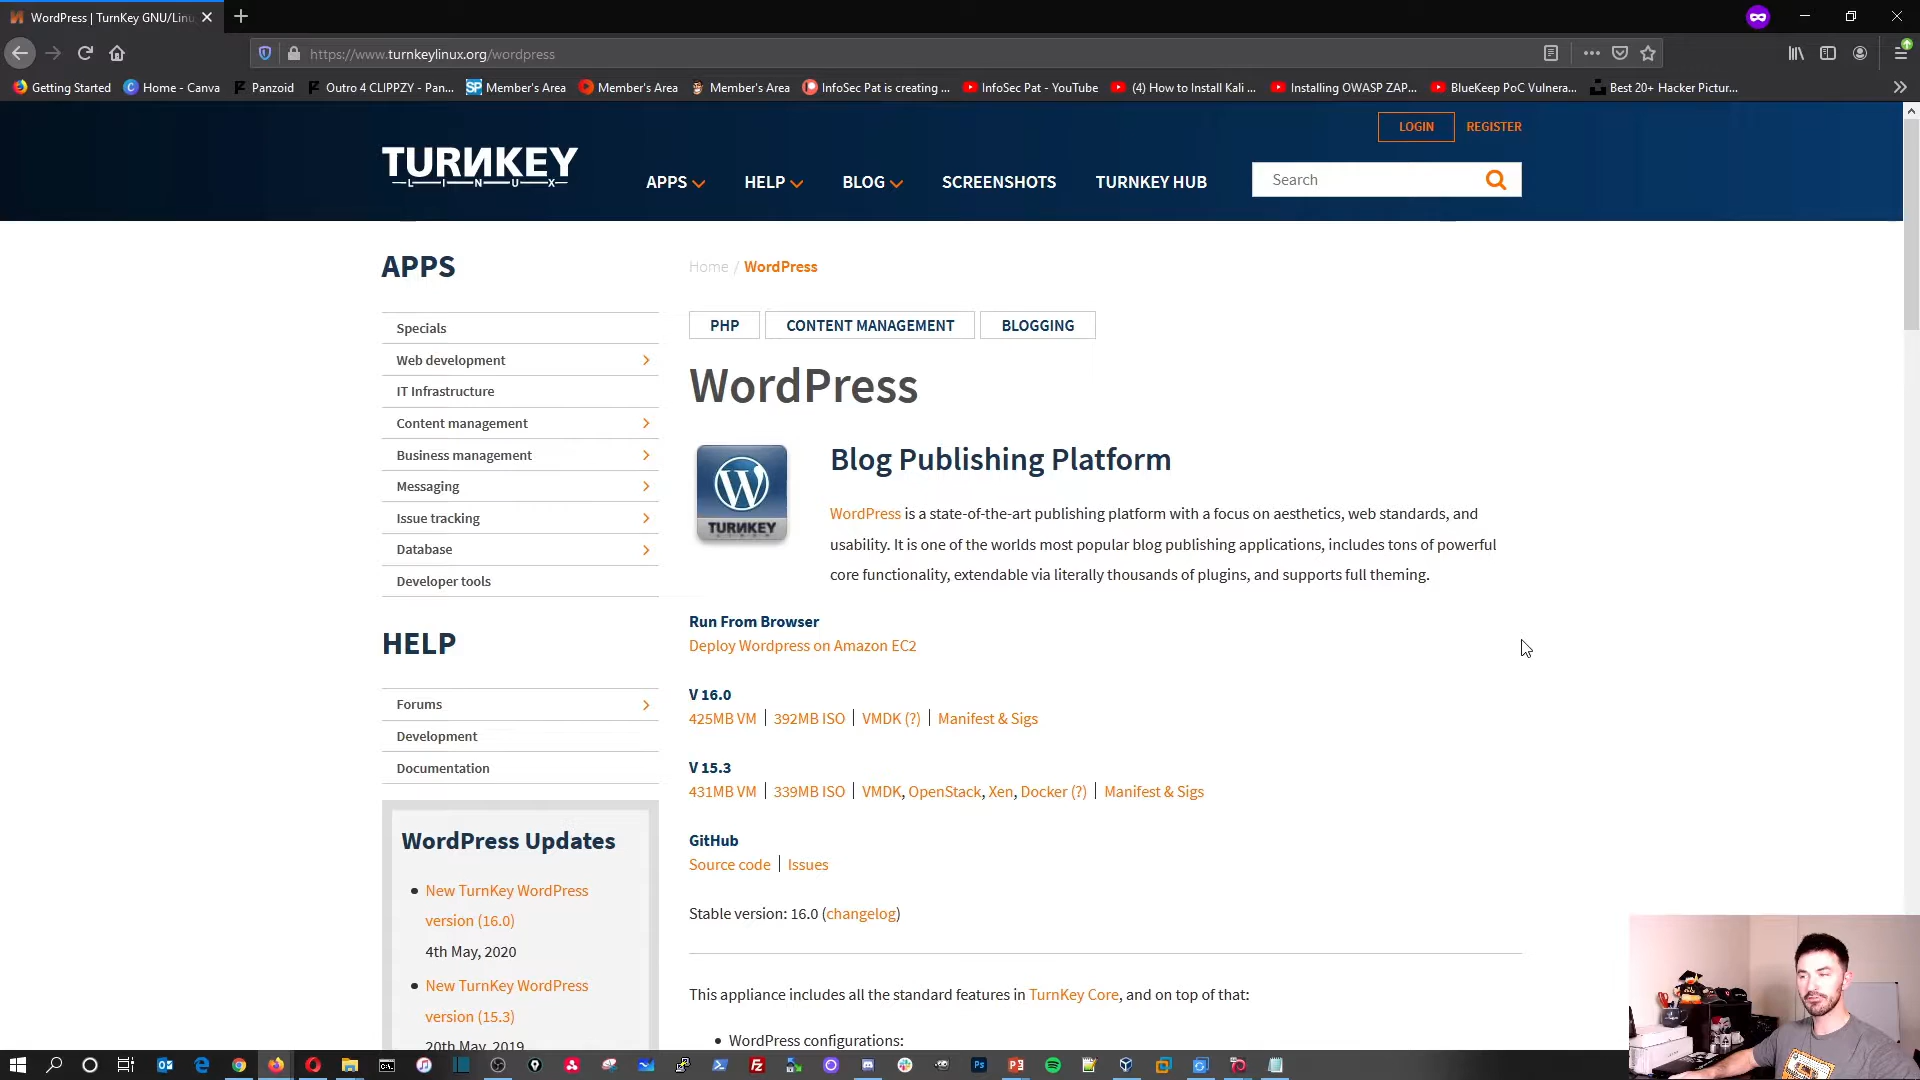 WordPress | TurnKey GNU/Linu
https://www.turnkeylinux.org/wordpress
Getting Started
Home - Canva
Panzoid
Outro 4 CLIPPZY - Pan...
Member's Area
Member's Area
Member's Area
InfoSec Pat is creating ...
InfoSec Pat - YouTube
(4) How to Install Kali ...
Installing OWASP ZAP...
BlueKeep PoC Vulnera...
Best 20+ Hacker Pictur...
LOGIN
REGISTER
TURNKEY
LINUX
APPS
HELP
BLOG
SCREENSHOTS
TURNKEY HUB
Search
APPS
Specials
Web development
IT Infrastructure
Content management
Business management
Messaging
Issue tracking
Database
Developer tools
HELP
Forums
Development
Documentation
WordPress Updates
New TurnKey WordPress
version (16.0)
4th May, 2020
New TurnKey WordPress
version (15.3)
20th May, 2019
Home / WordPress
PHP
CONTENT MANAGEMENT
BLOGGING
WordPress
TURNKEY
Blog Publishing Platform
WordPress is a state-of-the-art publishing platform with a focus on aesthetics, web standards, and
usability. It is one of the worlds most popular blog publishing applications, includes tons of powerful
core functionality, extendable via literally thousands of plugins, and supports full theming.
Run From Browser
Deploy Wordpress on Amazon EC2
V 16.0
425MB VM | 392MB ISO | VMDK (?) | Manifest & Sigs
V 15.3
431MB VM | 339MB ISO | VMDK, OpenStack, Xen, Docker (?) | Manifest & Sigs
GitHub
Source code | Issues
Stable version: 16.0 (changelog)
This appliance includes all the standard features in TurnKey Core, and on top of that:
WordPress configurations: